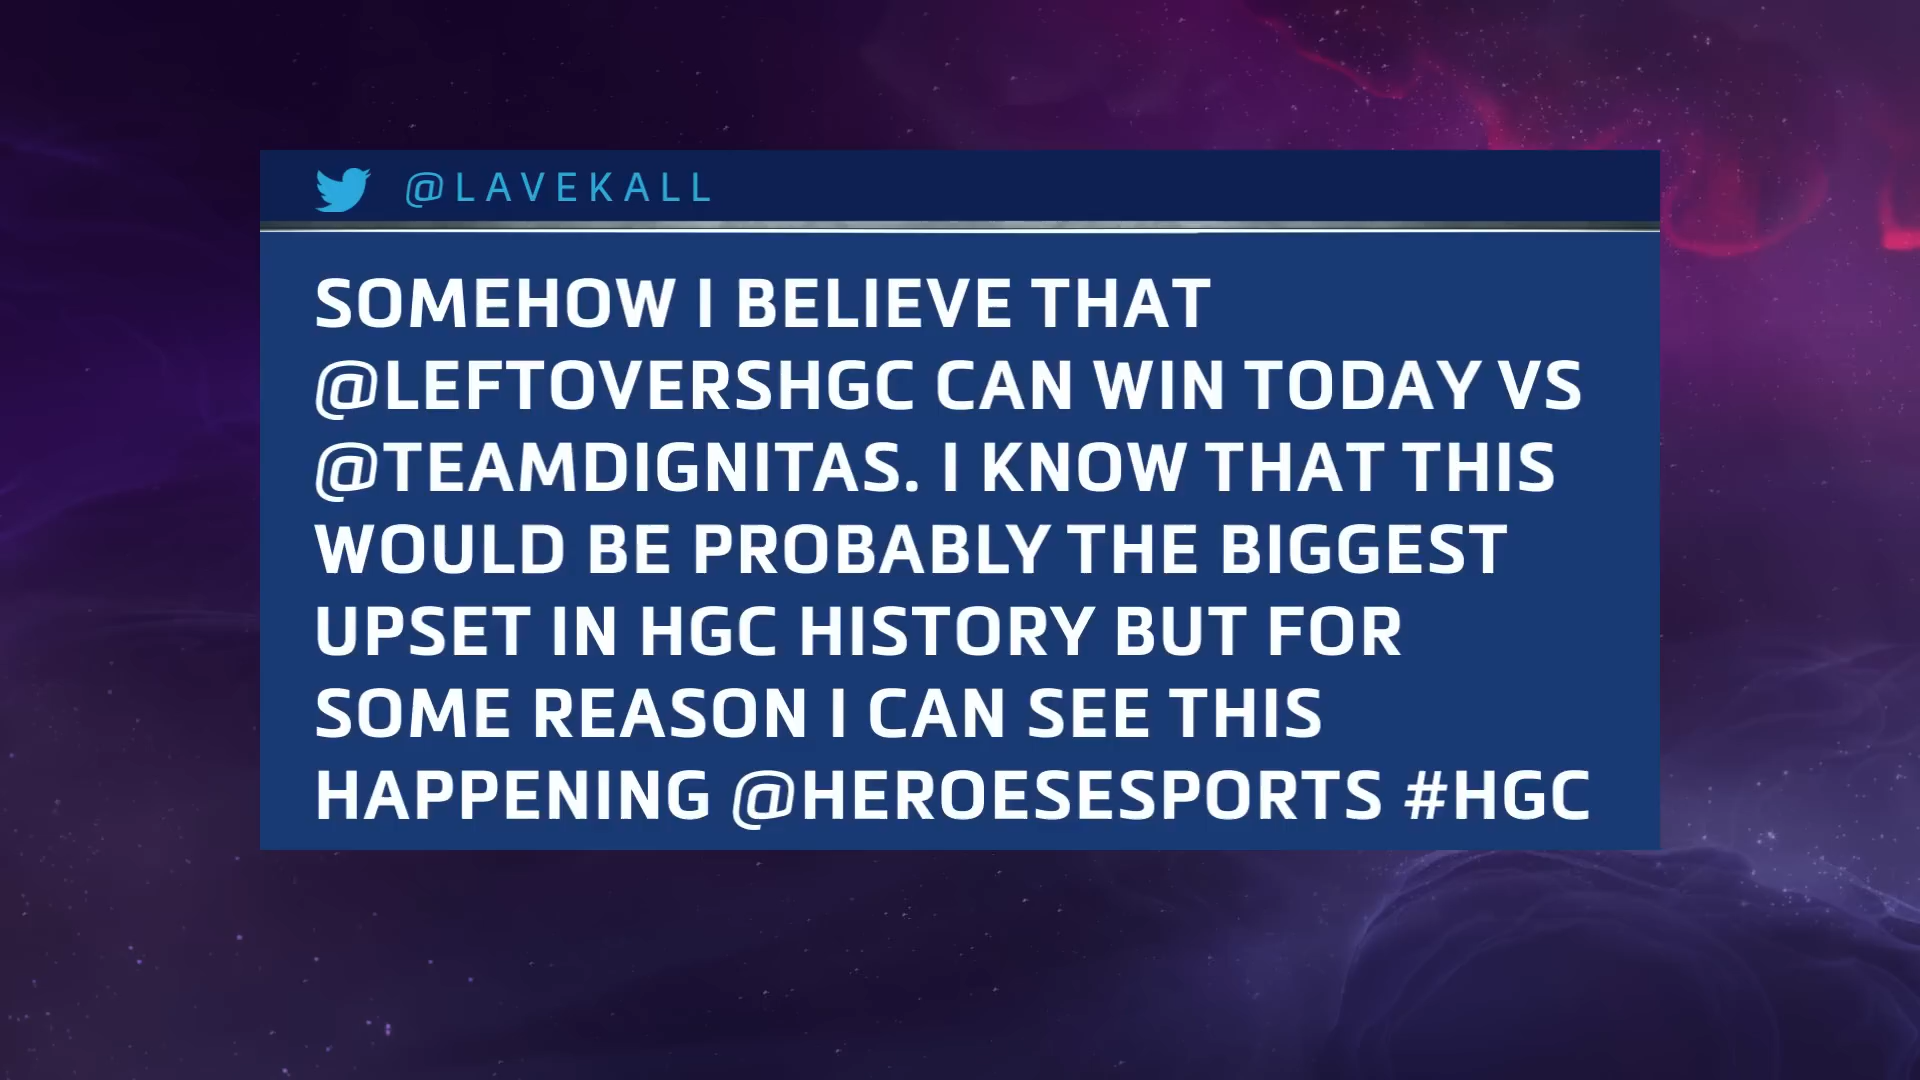 @LAVEKALL
SOMEHOW I BELIEVE THAT
@LEFTOVERSHGC CAN WIN TODAY VS
@TEAMDIGNITAS. I KNOW THAT THIS
WOULD BE PROBABLY THE BIGGEST
UPSET IN HGC HISTORY BUT FOR
SOME REASON I CAN SEE THIS
HAPPENING @HEROESESPORTS #HGC